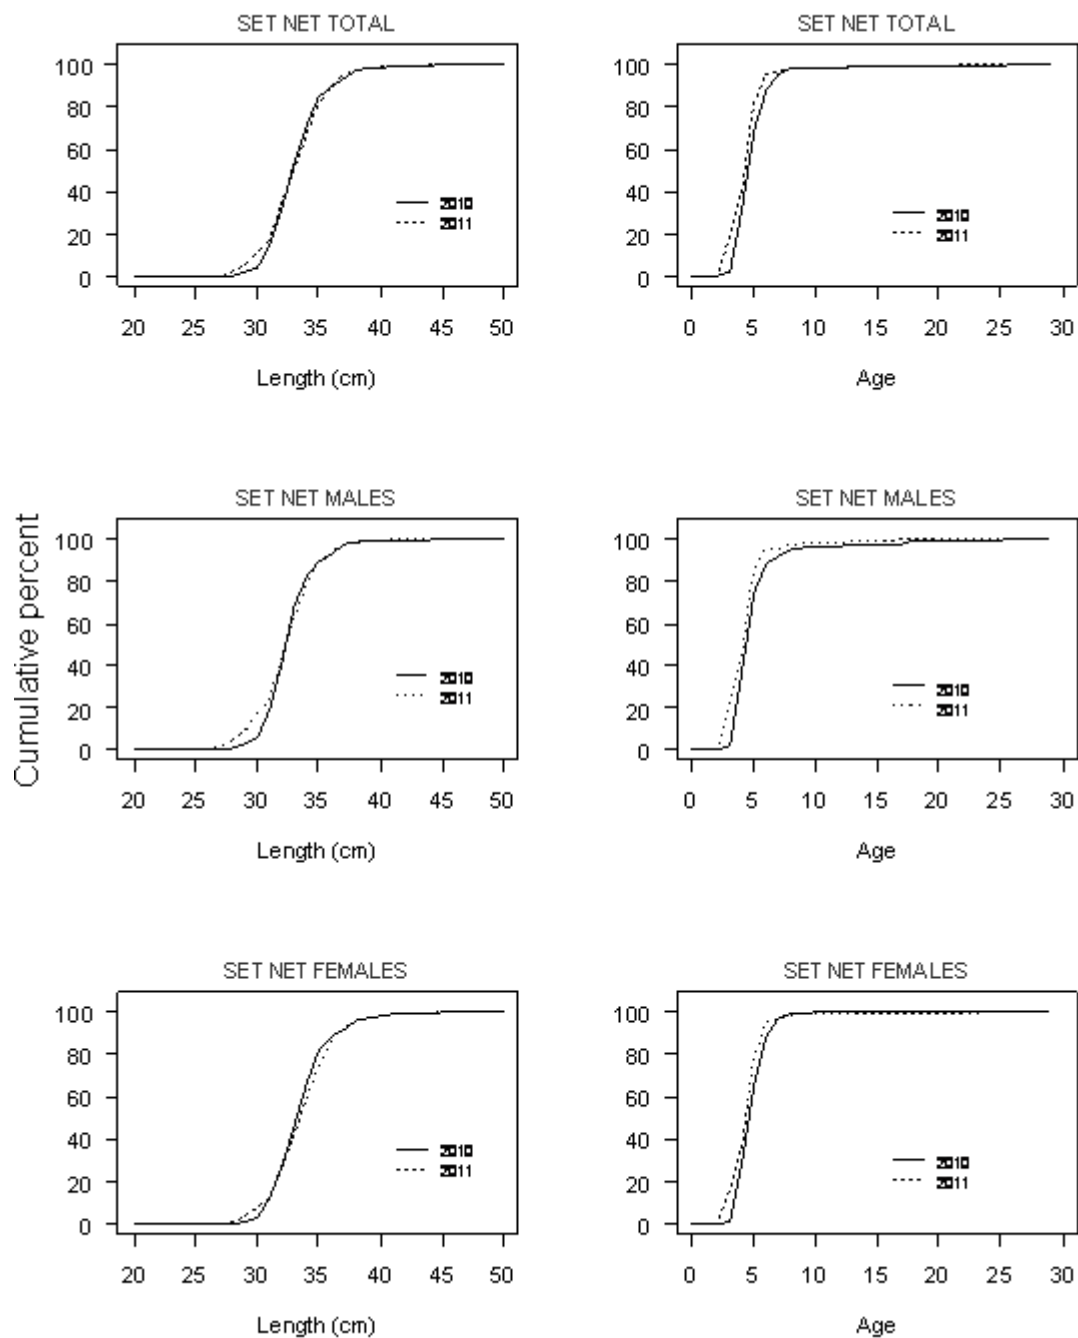 SET NET TOTAL
100
80
60
40
20
0
2010
2011
20 25 30 35 40 45 50
Length (cm)
SET NET TOTAL
100
80
60
40
20
0
2010
2011
0 5 10 15 20 25 30
Age
Cumulative percent
SET NET MALES
100
80
60
40
20
0
2010
2011
20 25 30 35 40 45 50
Length (cm)
SET NET MALES
100
80
60
40
20
0
2010
2011
0 5 10 15 20 25 30
Age
SET NET FEMALES
100
80
60
40
20
0
2010
2011
20 25 30 35 40 45 50
Length (cm)
SET NET FEMALES
100
80
60
40
20
0
2010
2011
0 5 10 15 20 25 30
Age